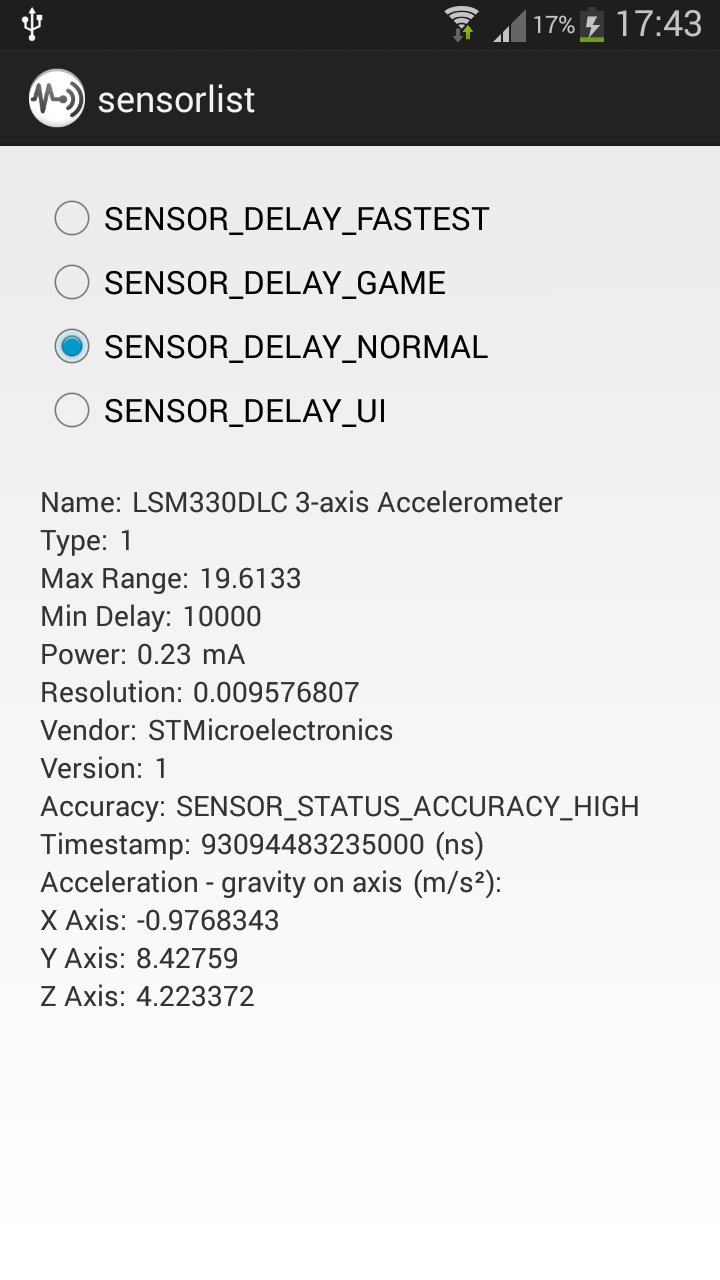 17% 17:43
sensorlist
SENSOR_DELAY_FASTEST
SENSOR_DELAY_GAME
SENSOR_DELAY_NORMAL
SENSOR_DELAY_UI
Name: LSM330DLC 3-axis Accelerometer
Type: 1
Max Range: 19.6133
Min Delay: 10000
Power: 0.23 mA
Resolution: 0.009576807
Vendor: STMicroelectronics
Version: 1
Accuracy: SENSOR_STATUS_ACCURACY_HIGH
Timestamp: 93094483235000 (ns)
Acceleration - gravity on axis (m/s²):
X Axis: -0.9768343
Y Axis: 8.42759
Z Axis: 4.223372